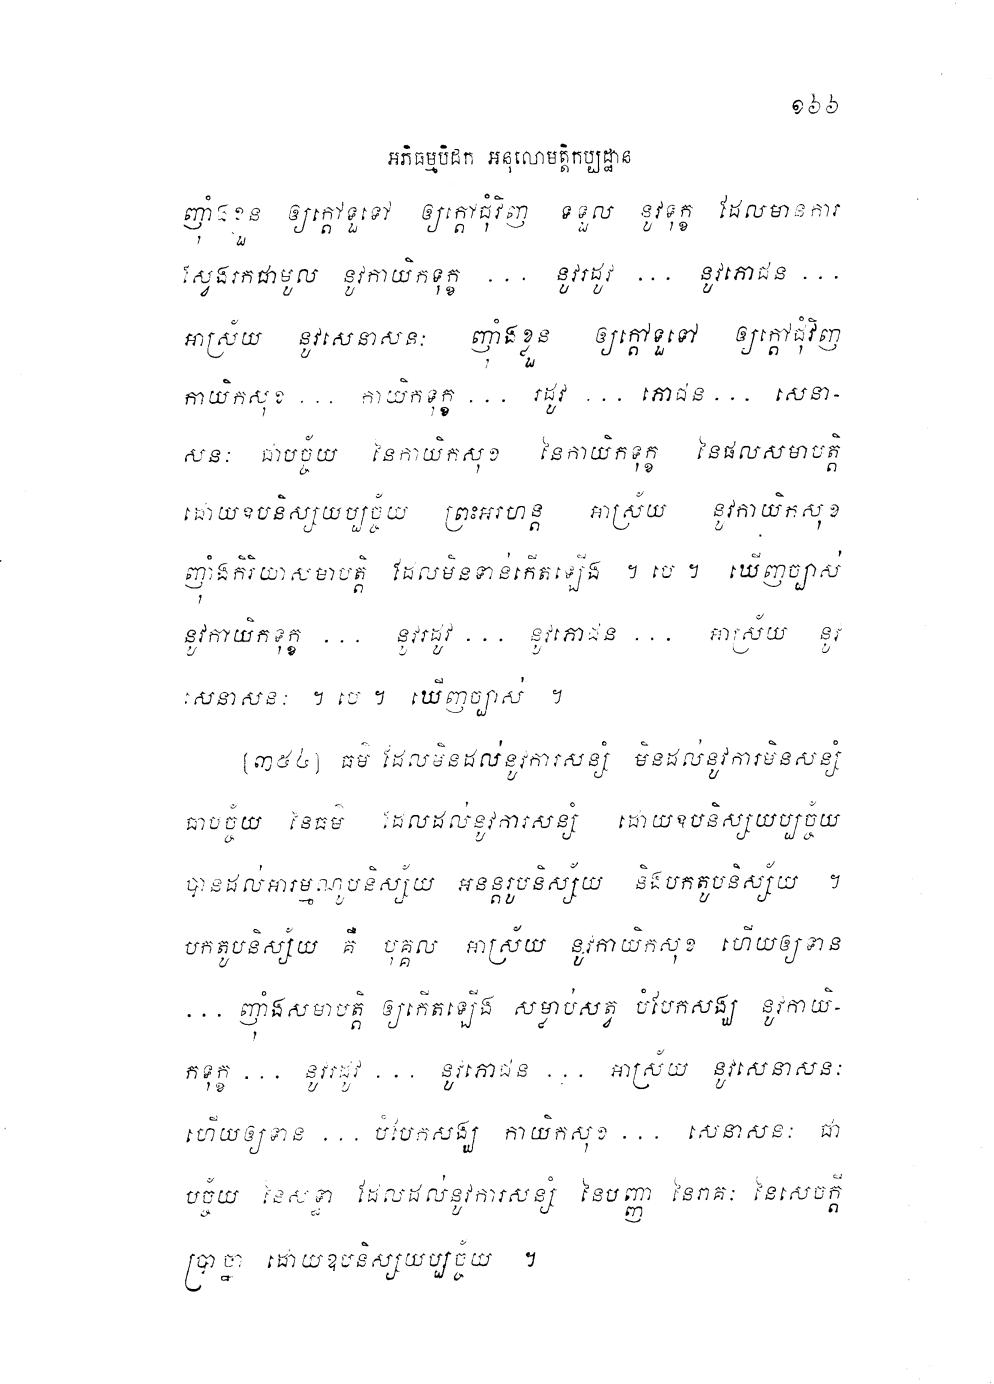 ១៦៦
អភិធម្មបិដក អនុលោមត្តិកប្បដ្ឋាន
ញ៉ាំងខ្លួន ឲ្យក្តៅទួទៅ ឲ្យក្តៅជុំវិញ ទទួល នូវទុក្ខ ដែលមានការ
ស្វែងរកជាមូល នូវកាយិកទុក្ខ ... នូវរដូវ ... នូវភោជន ...
អាស្រ័យ នូវសេនាសនៈ ញ៉ាំងខ្លួន ឲ្យក្តៅទួទៅ ឲ្យក្តៅជុំវិញ
កាយិកសុខ ... កាយិកទុក្ខ ... រដូវ ... ភោជន ... សេនា-
សនៈ ជាបច្ច័យ នៃកាយិកសុខ នៃកាយិកទុក្ខ នៃផលសមាបត្តិ
ដោយឧបនិស្សយប្បច្ច័យ ព្រះអរហន្ត អាស្រ័យ នូវកាយិកសុខ
ញ៉ាំងកិរិយាសមាបត្តិ ដែលមិនទាន់កើតឡើង ។ បេ ។ ឃើញច្បាស់
នូវកាយិកទុក្ខ ... នូវរដូវ ... នូវភោជន ... អាស្រ័យ នូវ
សេនាសនៈ ។ បេ ។ ឃើញច្បាស់ ។
[៣៥៤] ធម៌ ដែលមិនដល់នូវការសន្សំ មិនដល់នូវការមិនសន្សំ
ជាបច្ច័យ នៃធម៌ ដែលដល់នូវការសន្សំ ដោយឧបនិស្សយប្បច្ច័យ
បានដល់អារម្មណូបនិស្ស័យ អនន្តរូបនិស្ស័យ និងបកតូបនិស្ស័យ ។
បកតូបនិស្ស័យ គឺ បុគ្គល អាស្រ័យ នូវកាយិកសុខ ហើយឲ្យទាន
... ញ៉ាំងសមាបត្តិ ឲ្យកើតឡើង សម្លាប់សត្វ បំបែកសង្ឃ នូវកាយិ-
កទុក្ខ ... នូវរដូវ ... នូវភោជន ... អាស្រ័យ នូវសេនាសនៈ
ហើយឲ្យទាន ... បំបែកសង្ឃ កាយិកសុខ ... សេនាសនៈ ជា
បច្ច័យ នៃសទ្ធា ដែលដល់នូវការសន្សំ នៃបញ្ញា នៃរាគៈ នៃសេចក្តី
ប្រាថ្នា ដោយឧបនិស្សយប្បច្ច័យ ។